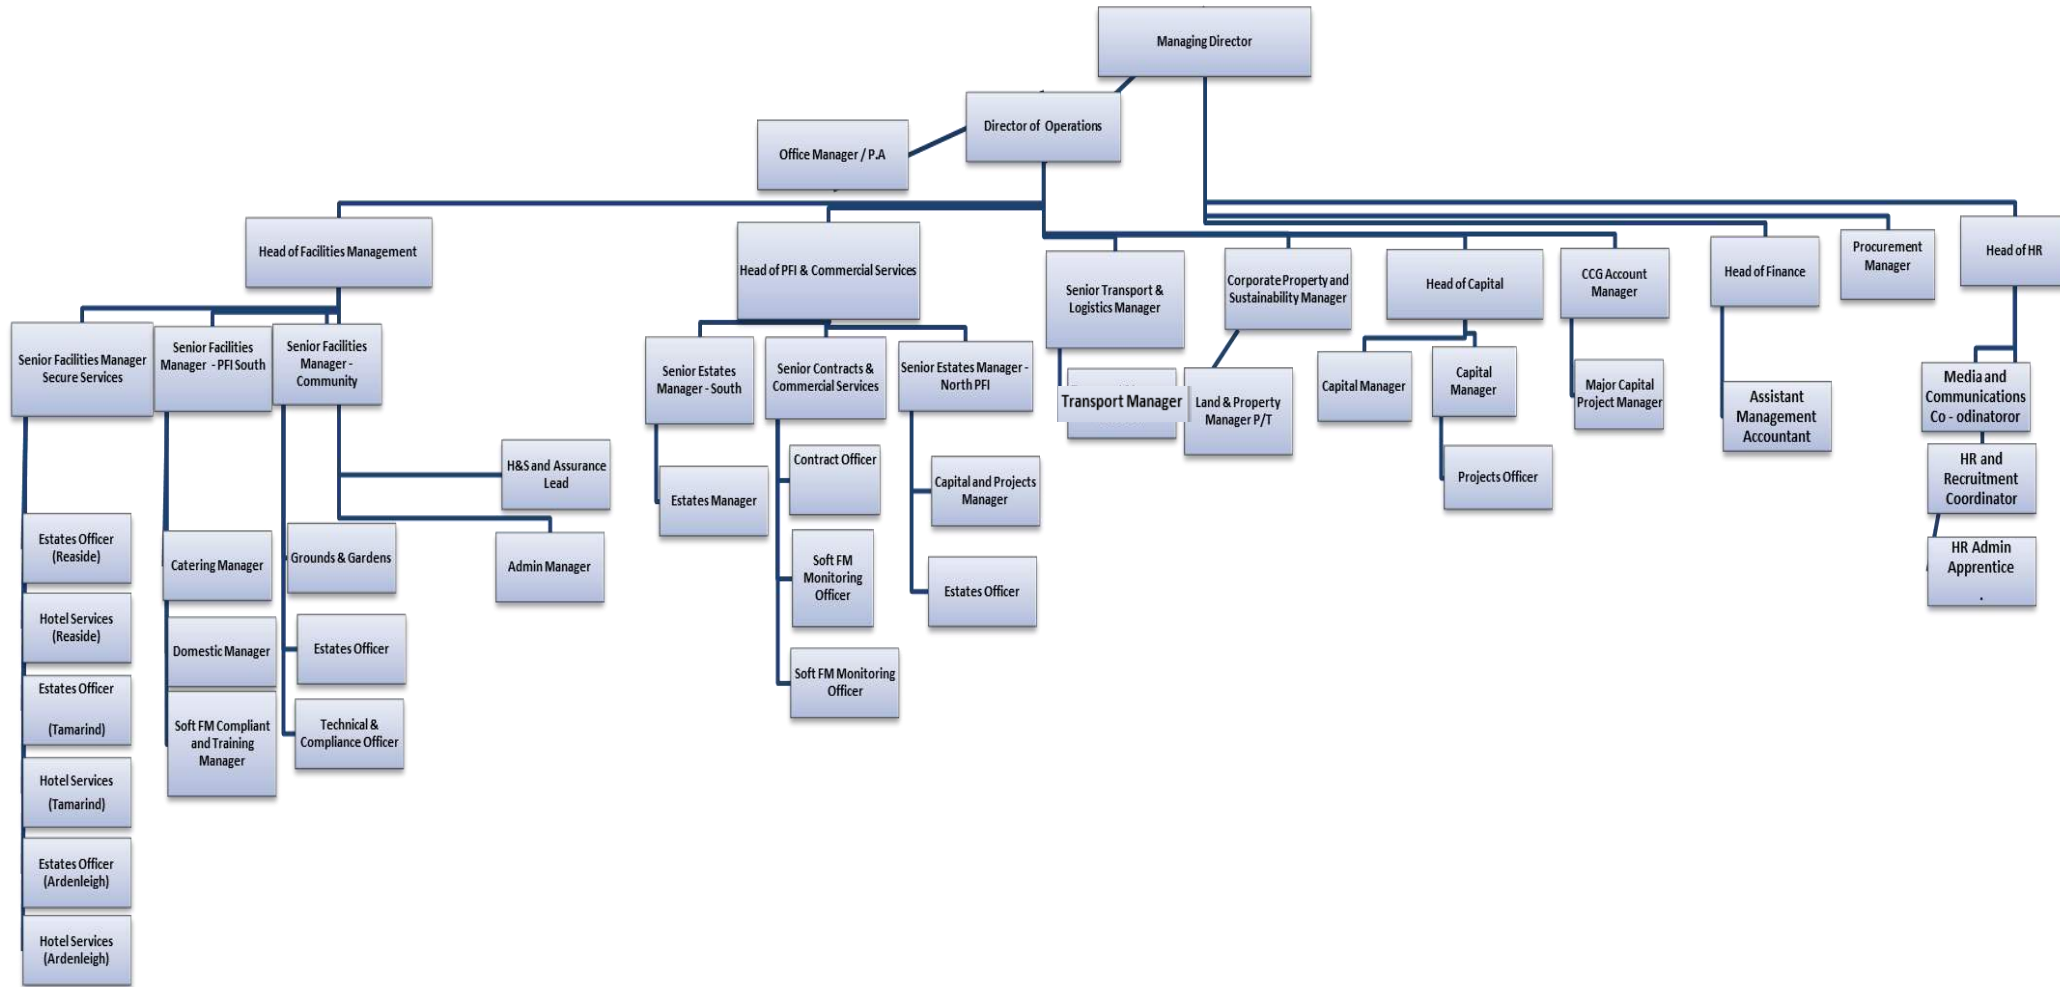 Managing Director
Director of Operations
Office Manager / P.A
Head of Facilities Management
Head of PFI & Commercial Services
Senior Transport &
Logistics Manager
Corporate Property and
Sustainability Manager
Head of Capital
CCG Account
Manager
Head of Finance
Procurement
Manager
Head of HR
Senior Facilities Manager
Secure Services
Senior Facilities
Manager - PFI South
Senior Facilities
Manager -
Community
Senior Estates
Manager - South
Senior Contracts &
Commercial Services
Senior Estates Manager -
North PFI
Transport Manager
Land & Property
Manager P/T
Capital Manager
Capital
Manager
Major Capital
Project Manager
Assistant
Management
Accountant
Media and
Communications
Co - odinatoror
H&S and Assurance
Lead
Estates Manager
Contract Officer
Capital and Projects
Manager
Projects Officer
HR and
Recruitment
Coordinator
Estates Officer
(Reaside)
Catering Manager
Grounds & Gardens
Admin Manager
Soft FM
Monitoring
Officer
Estates Officer
HR Admin
Apprentice
.
Hotel Services
(Reaside)
Domestic Manager
Estates Officer
Soft FM Monitoring
Officer
Estates Officer
(Tamarind)
Soft FM Compliant
and Training
Manager
Technical &
Compliance Officer
Hotel Services
(Tamarind)
Estates Officer
(Ardenleigh)
Hotel Services
(Ardenleigh)